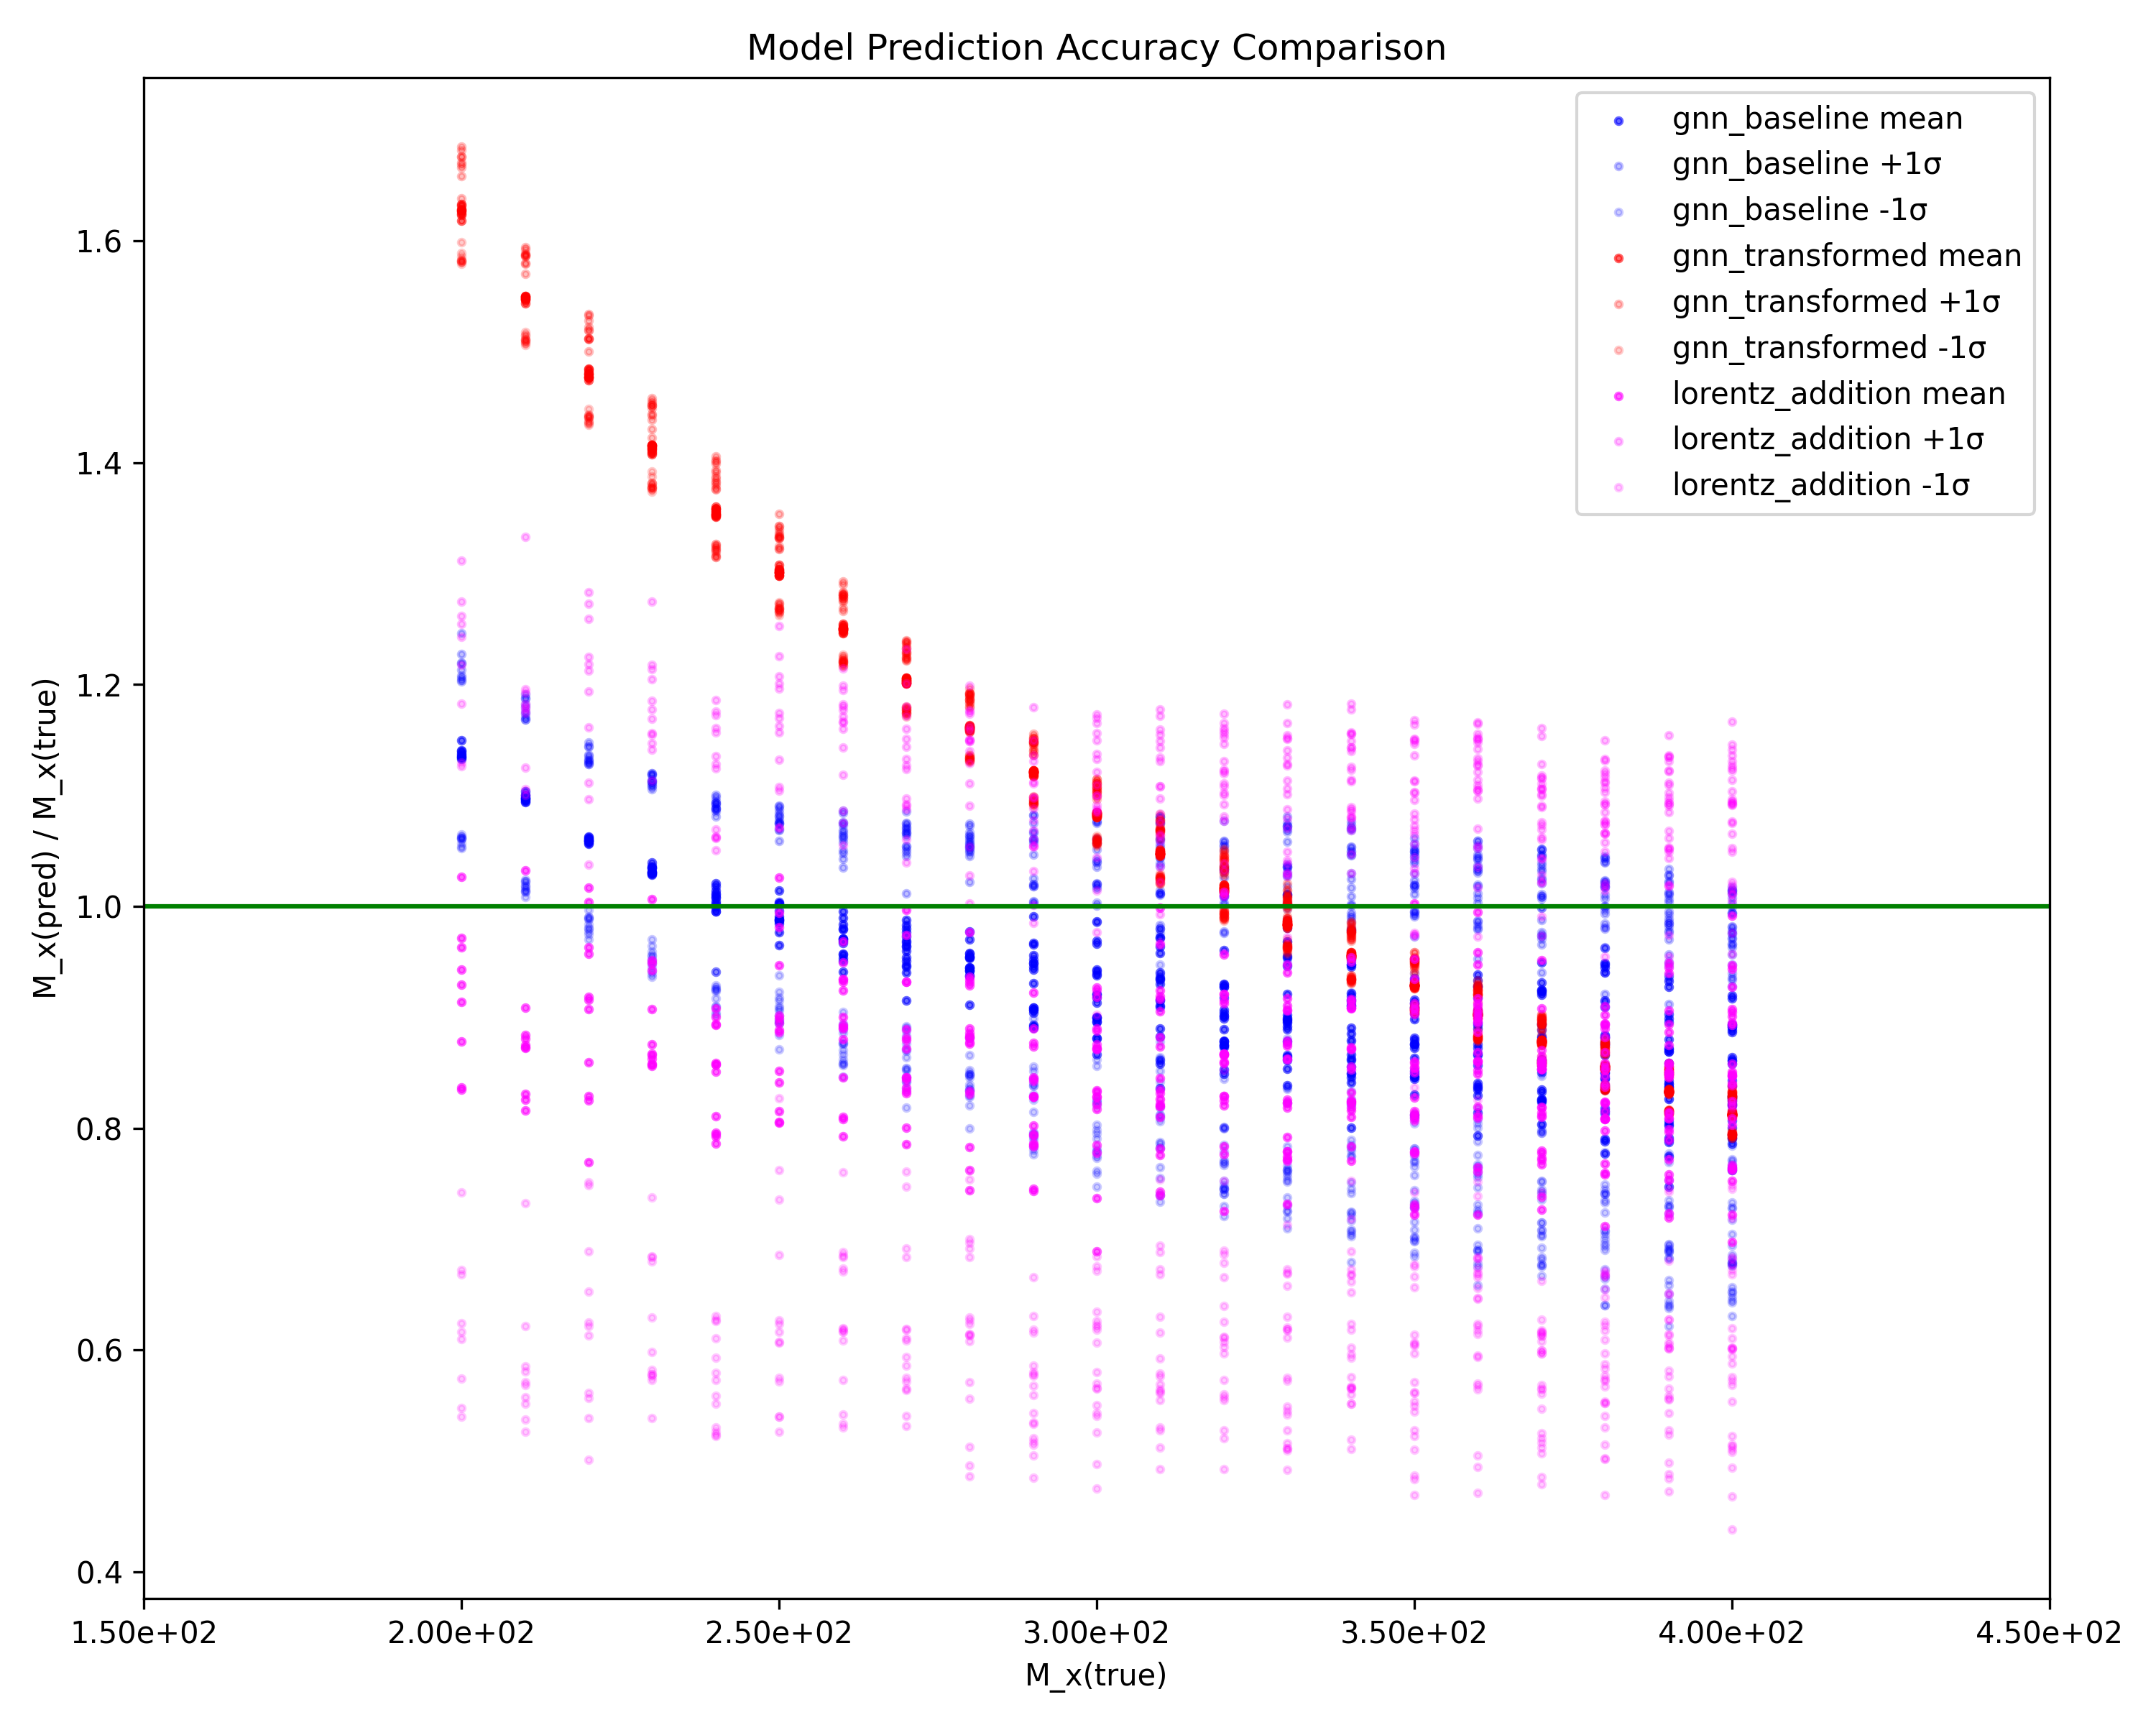 Model Prediction Accuracy Comparison
gnn_baseline mean
gnn_baseline +1σ
gnn_baseline -1σ
gnn_transformed mean
gnn_transformed +1σ
gnn_transformed -1σ
lorentz_addition mean
lorentz_addition +1σ
lorentz_addition -1σ
M_x(pred) / M_x(true)
1.6
1.4
1.2
1.0
0.8
0.6
0.4
1.50e+02 2.00e+02 2.50e+02 3.00e+02 3.50e+02 4.00e+02 4.50e+02
M_x(true)